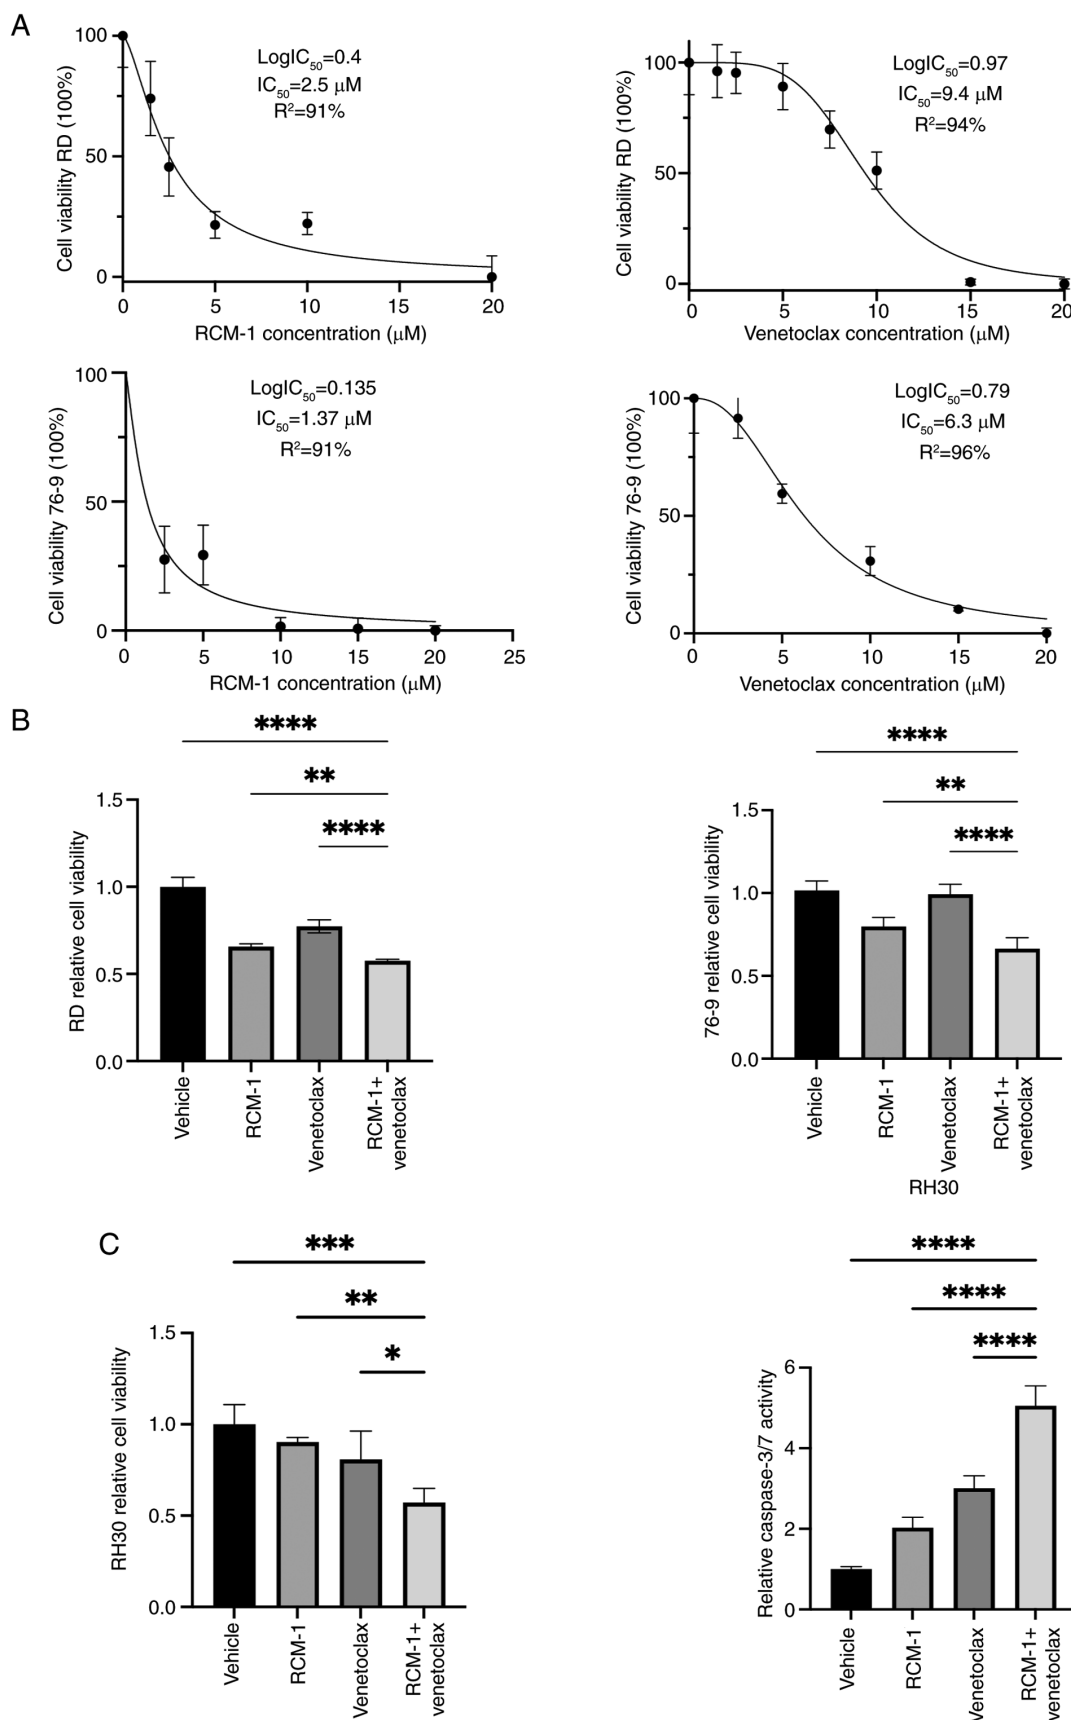 A
Cell viability RD (100%)
100
50
0
LogIC50=0.4
IC50=2.5 µM
R2=91%
0 5 10 15 20
RCM-1 concentration (µM)
Cell viability RD (100%)
100
50
0
LogIC50=0.97
IC50=9.4 µM
R2=94%
0 5 10 15 20
Venetoclax concentration (µM)
Cell viability 76-9 (100%)
100
50
0
LogIC50=0.135
IC50=1.37 µM
R2=91%
0 5 10 15 20 25
RCM-1 concentration (µM)
Cell viability 76-9 (100%)
100
50
0
LogIC50=0.79
IC50=6.3 µM
R2=96%
0 5 10 15 20
Venetoclax concentration (µM)
B
****
**
****
RD relative cell viability
1.5
1.0
0.5
0.0
Vehicle
RCM-1
Venetoclax
RCM-1+
venetoclax
****
**
****
76-9 relative cell viability
1.5
1.0
0.5
0.0
Vehicle
RCM-1
Venetoclax
RCM-1+
venetoclax
RH30
C
***
**
*
RH30 relative cell viability
1.5
1.0
0.5
0.0
Vehicle
RCM-1
Venetoclax
RCM-1+
venetoclax
****
****
****
Relative caspase-3/7 activity
6
4
2
0
Vehicle
RCM-1
Venetoclax
RCM-1+
venetoclax